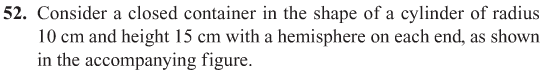 52. Consider a closed container in the shape of a cylinder of radius
10 cm and height 15 cm with a hemisphere on each end, as shown
in the accompanying figure.